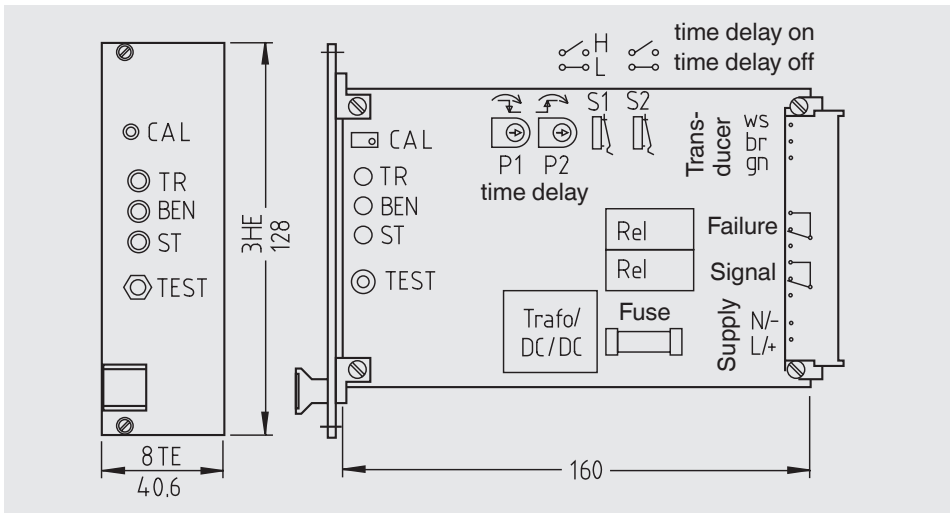 CAL
TR
BEN
ST
TEST
3HE
128
8 TE
40,6
H
L
time delay on
time delay off
S1 S2
P1 P2
time delay
CAL
TR
BEN
ST
TEST
Trans-
ducer
ws
br
gn
Rel
Rel
Failure
Signal
Trafo/
DC/DC
Fuse
Supply
N/-
L/+
160